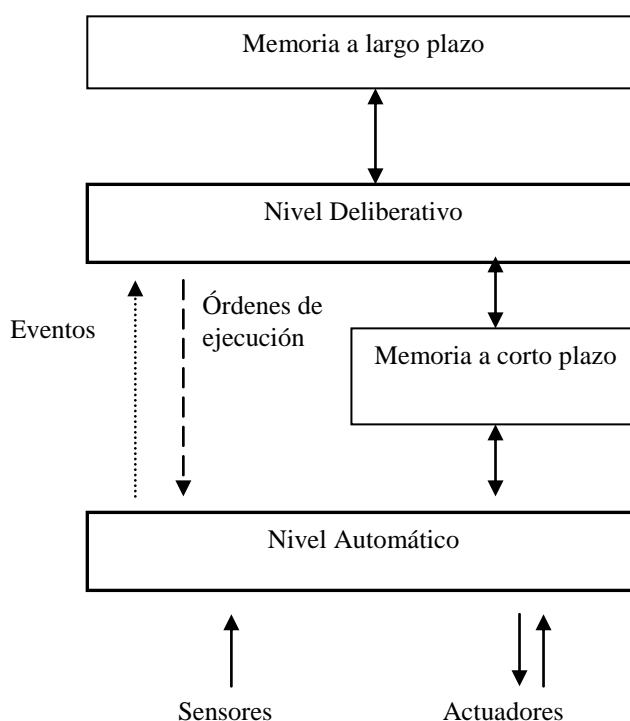 Memoria a largo plazo
Nivel Deliberativo
Eventos
Órdenes de
ejecución
Memoria a corto plazo
Nivel Automático
Sensores
Actuadores